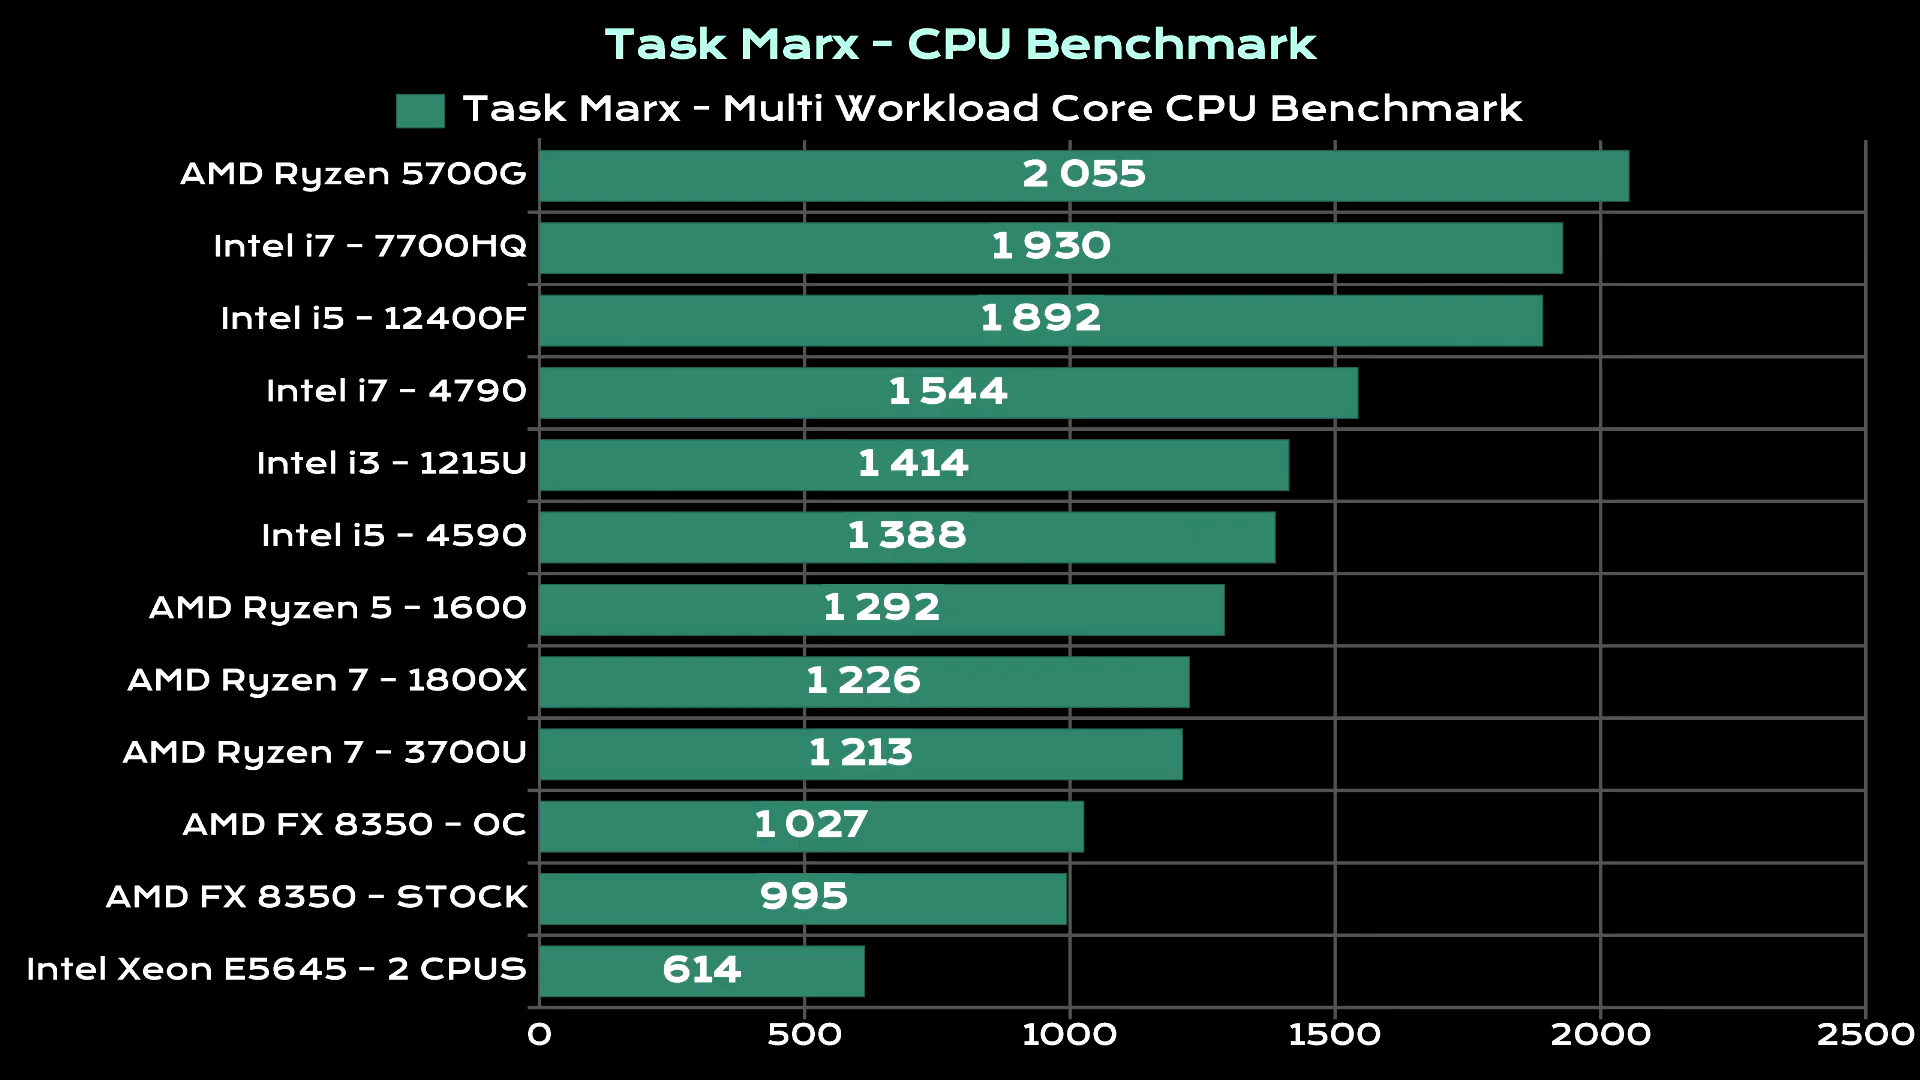 Task Marx - CPU Benchmark
Task Marx - Multi Workload Core CPU Benchmark
AMD Ryzen 5700G 2 055
Intel i7 - 7700HQ 1 930
Intel i5 - 12400F 1 892
Intel i7 - 4790 1 544
Intel i3 - 1215U 1 414
Intel i5 - 4590 1 388
AMD Ryzen 5 - 1600 1 292
AMD Ryzen 7 - 1800X 1 226
AMD Ryzen 7 - 3700U 1 213
AMD FX 8350 - OC 1 027
AMD FX 8350 - STOCK 995
Intel Xeon E5645 - 2 CPUS 614
0 500 1000 1500 2000 2500